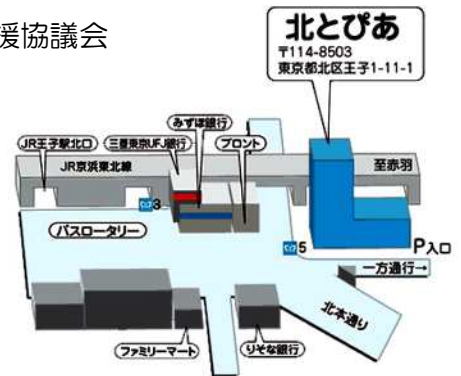 援協議会
北とぴあ
〒114-8503
東京都北区王子1-11-1
みずほ銀行
JR王子駅北口
三菱東京UFJ銀行
プロント
JR京浜東北線
至赤羽
3
バスロータリー
5
P入口
一方通行→
北本通り
ファミリーマート
りそな銀行